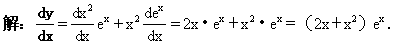 解：dy/dx = dx²/dx eˣ + x² deˣ/dx = 2x•eˣ + x²•eˣ = （2x+x²）eˣ．